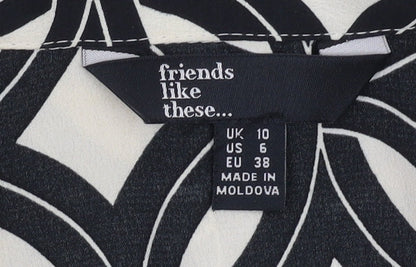 friends
like
these...
UK 10
US 6
EU 38
MADE IN
MOLDOVA